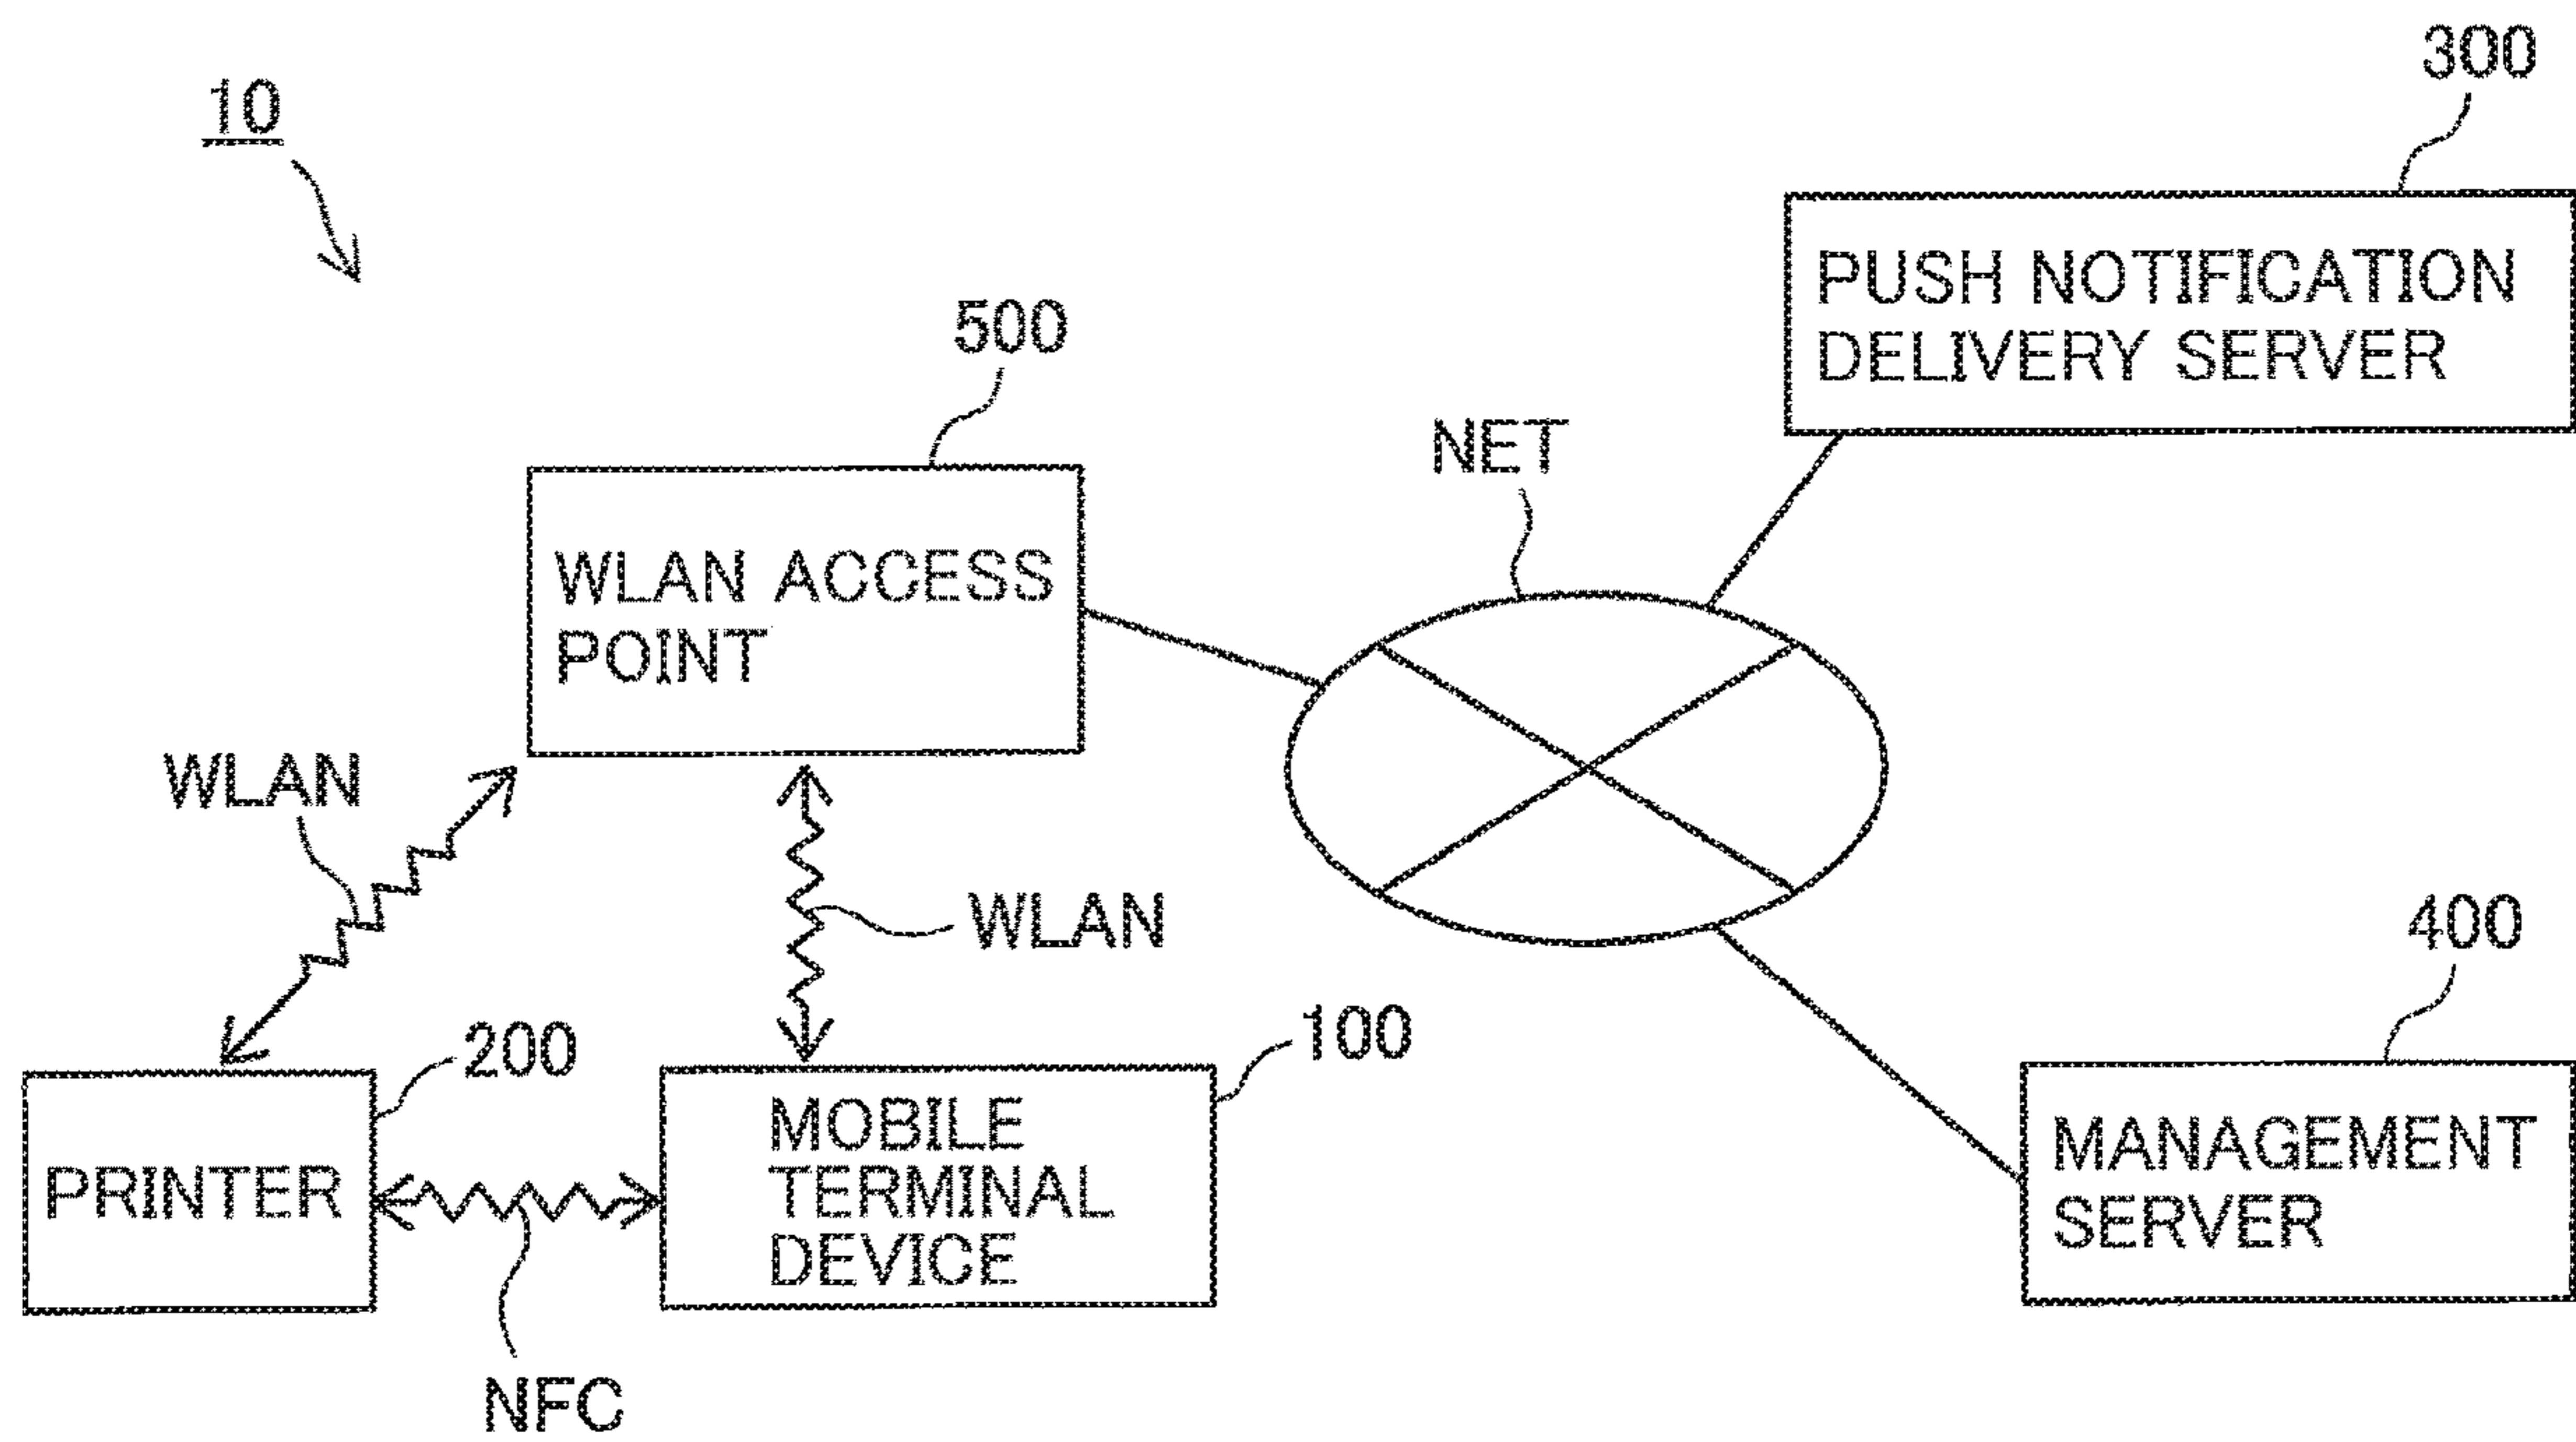 10
300
PUSH NOTIFICATION
DELIVERY SERVER
500
NET
WLAN ACCESS
POINT
WLAN
WLAN
400
200
100
PRINTER
MOBILE
TERMINAL
DEVICE
MANAGEMENT
SERVER
NFC